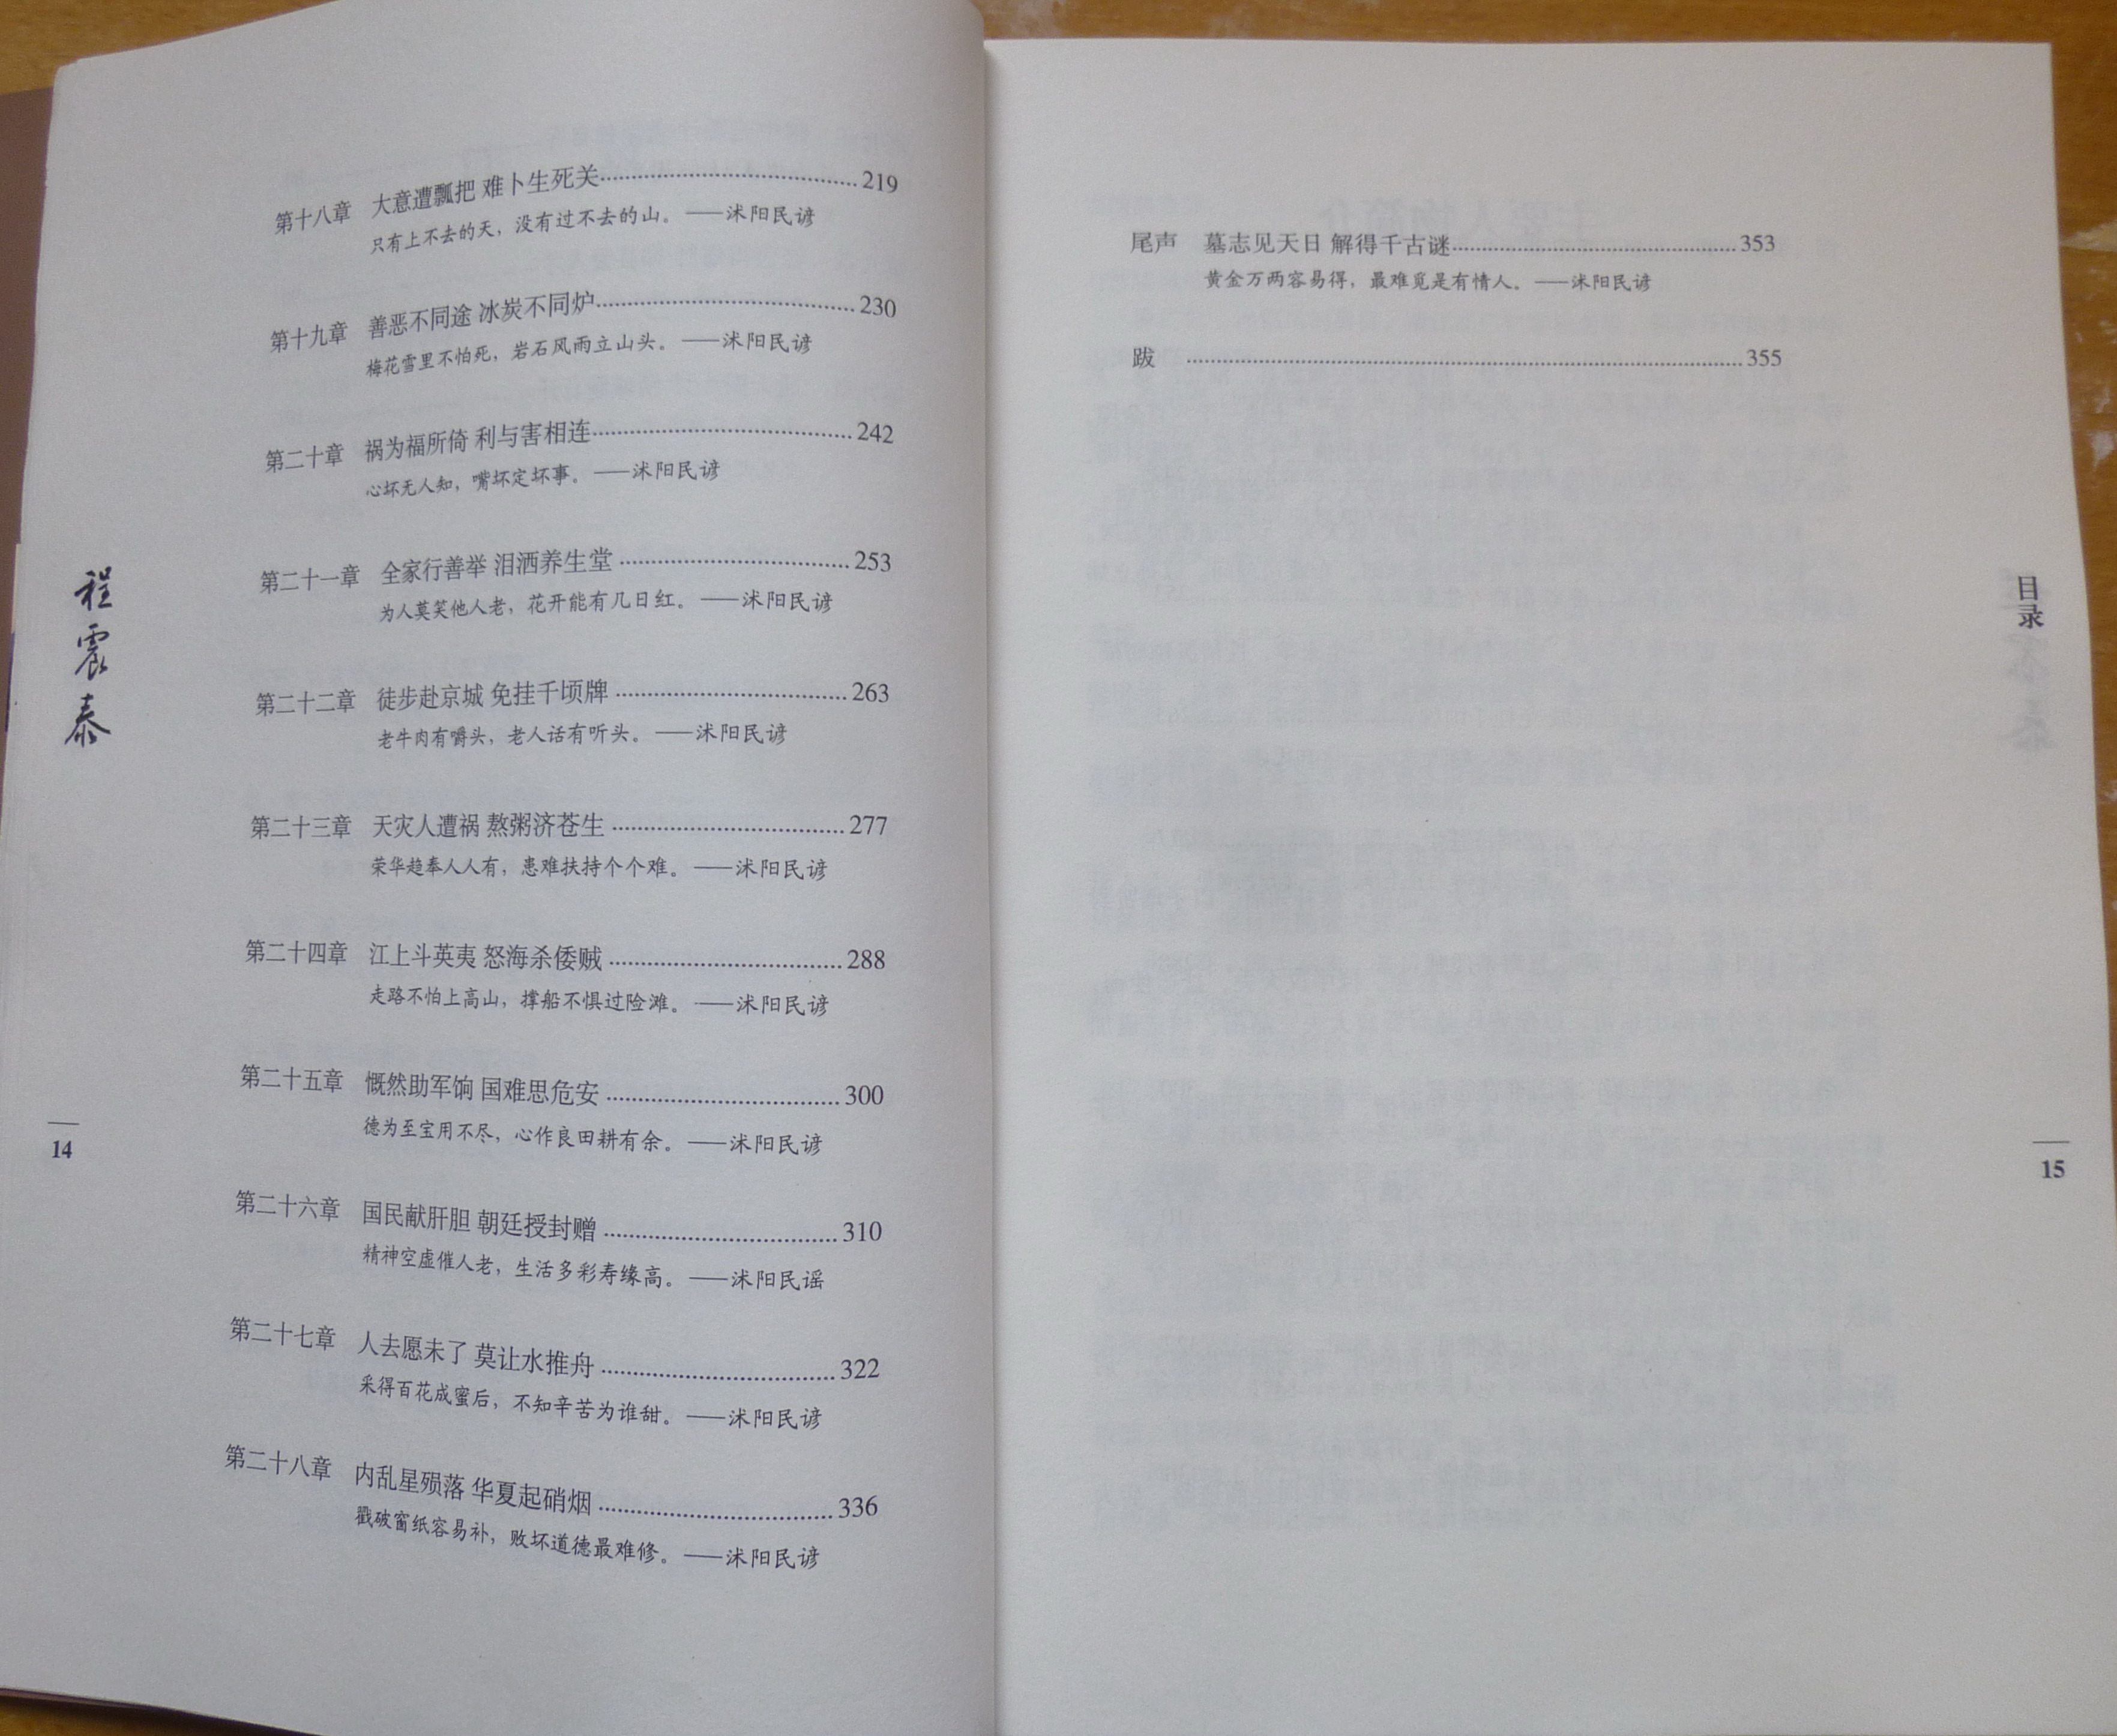 第十八章 大意遭瓢把 难卜生死关……219
只有上不去的天，没有过不去的山。——沭阳民谚
第十九章 善恶不同途 冰炭不同炉……230
梅花雪里不怕死，岩石风雨立山头。——沭阳民谚
第二十章 祸为福所倚 利与害相连……242
心坏无人知，嘴坏定坏事。——沭阳民谚
第二十一章 全家行善举 泪洒养生堂……253
为人莫笑他人老，花开能有几日红。——沭阳民谚
第二十二章 徒步赴京城 免挂千顷牌……263
老牛肉有嚼头，老人话有听头。——沭阳民谚
第二十三章 天灾人遭祸 熬粥济苍生……277
荣华趋奉人人有，患难扶持个个难。——沭阳民谚
第二十四章 江上斗英夷 怒海杀倭贼……288
走路不怕上高山，撑船不惧过险滩。——沭阳民谚
第二十五章 慨然助军饷 国难思危安……300
德为至宝用不尽，心作良田耕有余。——沭阳民谚
第二十六章 国民献肝胆 朝廷授封赠……310
精神空虚催人老，生活多彩寿缘高。——沭阳民谣
第二十七章 人去愿未了 莫让水推舟……322
采得百花成蜜后，不知辛苦为谁甜。——沭阳民谚
第二十八章 内乱星殒落 华夏起硝烟……336
戳破窗纸容易补，败坏道德最难修。——沭阳民谚
程震泰
14
尾声 墓志见天日 解得千古谜……353
黄金万两容易得，最难觅是有情人。——沭阳民谚
跋……355
目录
15